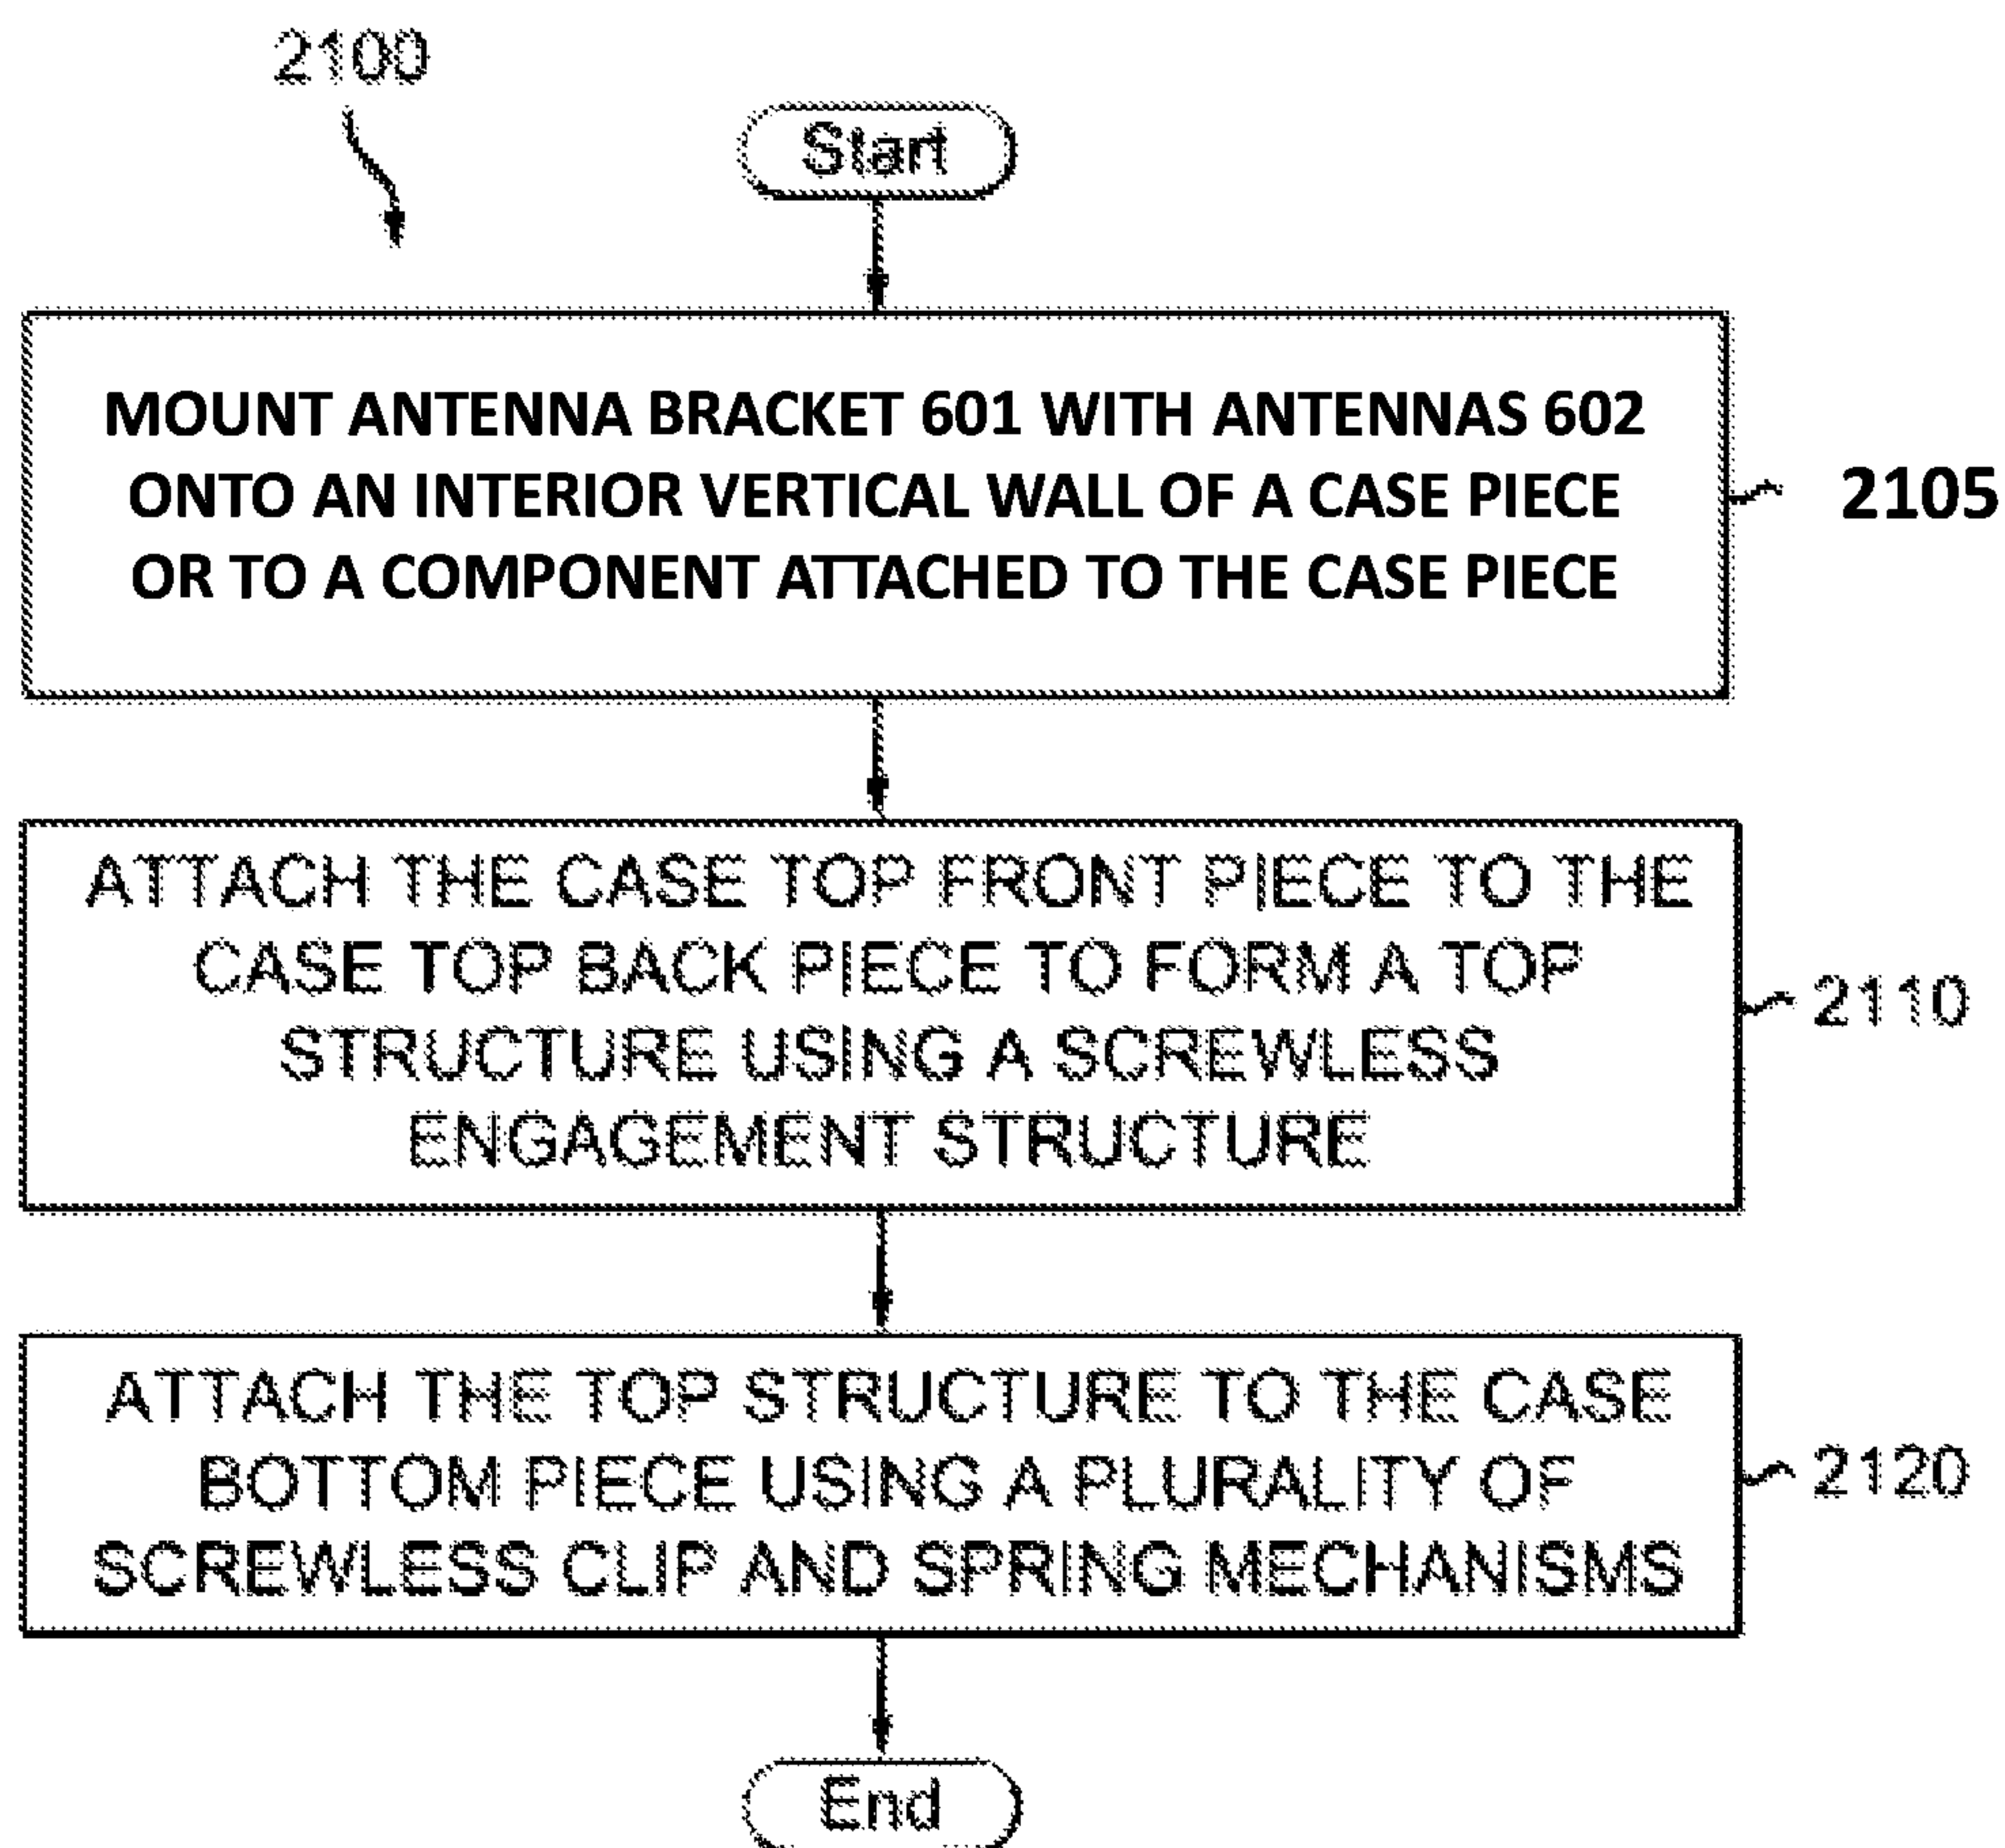 2100
Start
MOUNT ANTENNA BRACKET 601 WITH ANTENNAS 602
ONTO AN INTERIOR VERTICAL WALL OF A CASE PIECE
OR TO A COMPONENT ATTACHED TO THE CASE PIECE
2105
ATTACH THE CASE TOP FRONT PIECE TO THE
CASE TOP BACK PIECE TO FORM A TOP
STRUCTURE USING A SCREWLESS
ENGAGEMENT STRUCTURE
2110
ATTACH THE TOP STRUCTURE TO THE CASE
BOTTOM PIECE USING A PLURALITY OF
SCREWLESS CLIP AND SPRING MECHANISMS
2120
End